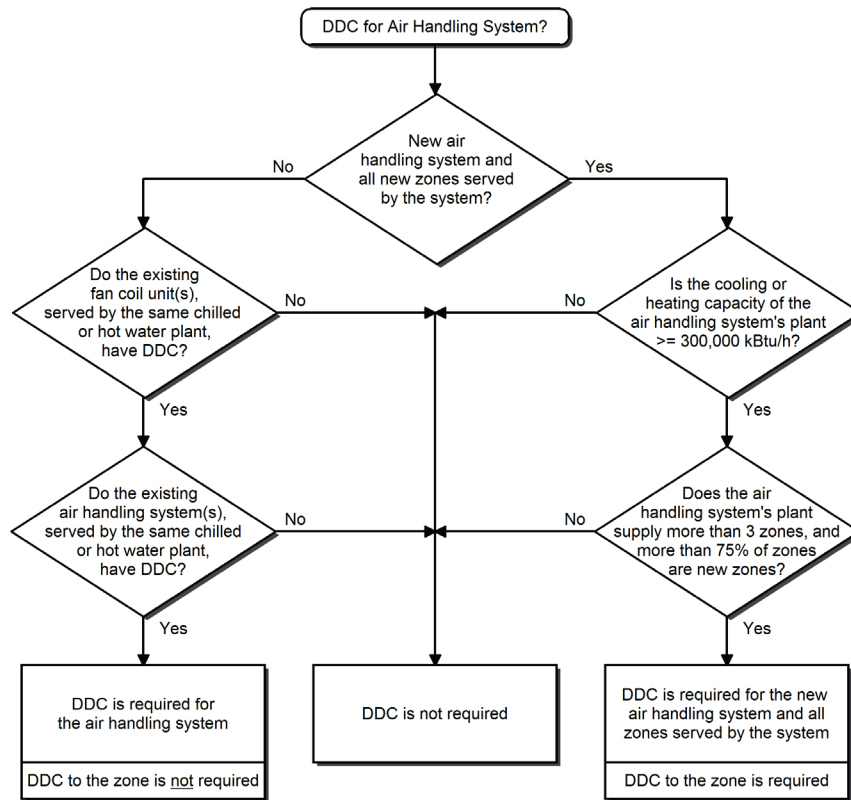 DDC for Air Handling System?
New air
handling system and
all new zones served
by the system?
No
Yes
Do the existing
fan coil unit(s),
served by the same chilled
or hot water plant,
have DDC?
No
No
Is the cooling or
heating capacity of the
air handling system's plant
>= 300,000 kBtu/h?
Yes
Yes
Do the existing
air handling system(s),
served by the same chilled
or hot water plant,
have DDC?
No
No
Does the air
handling system's plant
supply more than 3 zones, and
more than 75% of zones
are new zones?
Yes
Yes
DDC is required for
the air handling system
DDC to the zone is not required
DDC is not required
DDC is required for the new
air handling system and all
zones served by the system
DDC to the zone is required